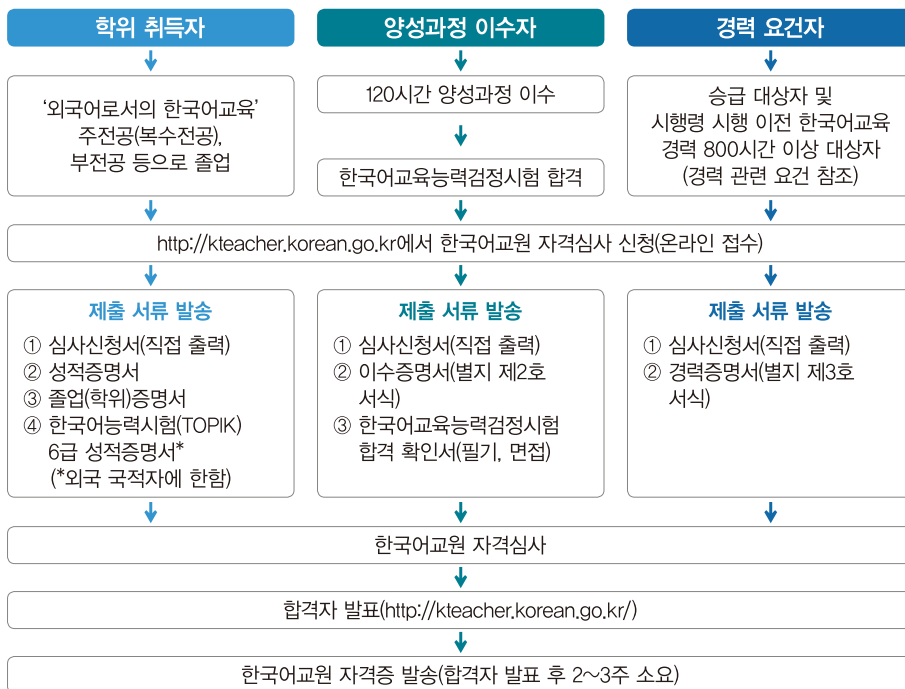 학위 취득자
양성과정 이수자
경력 요건자
‘외국어로서의 한국어교육’
주전공(복수전공),
부전공 등으로 졸업
120시간 양성과정 이수
한국어교육능력검정시험 합격
승급 대상자 및
시행령 시행 이전 한국어교육
경력 800시간 이상 대상자
(경력 관련 요건 참조)
http://kteacher.korean.go.kr에서 한국어교원 자격심사 신청(온라인 접수)
제출 서류 발송
① 심사신청서(직접 출력)
② 성적증명서
③ 졸업(학위)증명서
④ 한국어능력시험(TOPIK)
6급 성적증명서*
(*외국 국적자에 한함)
제출 서류 발송
① 심사신청서(직접 출력)
② 이수증명서(별지 제2호
서식)
③ 한국어교육능력검정시험
합격 확인서(필기, 면접)
제출 서류 발송
① 심사신청서(직접 출력)
② 경력증명서(별지 제3호
서식)
한국어교원 자격심사
합격자 발표(http://kteacher.korean.go.kr/)
한국어교원 자격증 발송(합격자 발표 후 2~3주 소요)